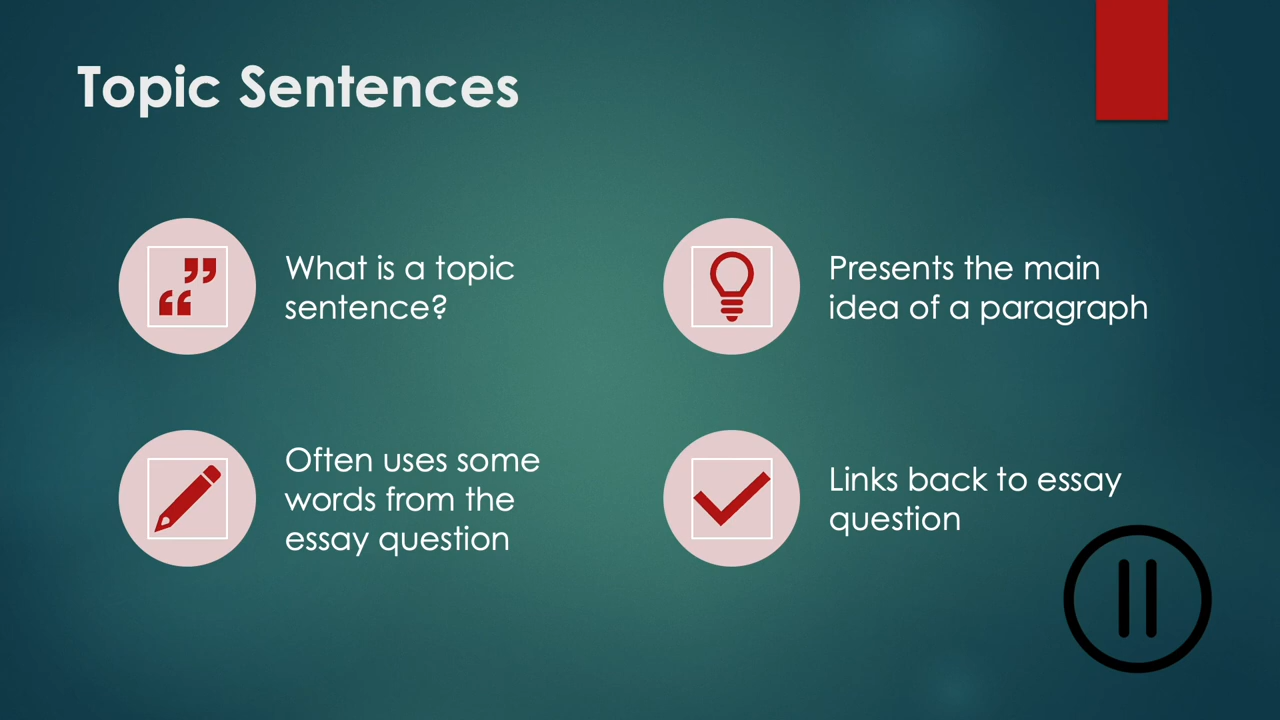 Topic Sentences
What is a topic
sentence?
Presents the main
idea of a paragraph
Often uses some
words from the
essay question
Links back to essay
question